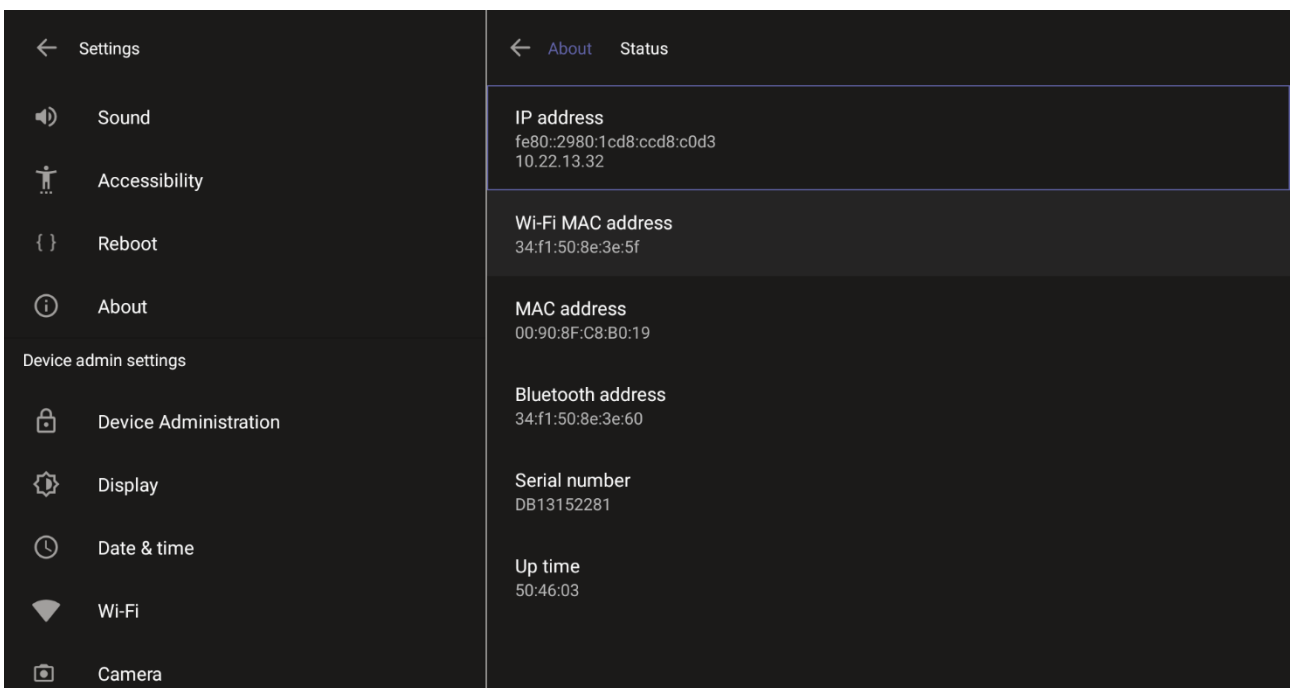 Settings
Sound
Accessibility
{ } Reboot
About
Device admin settings
Device Administration
Display
Date & time
Wi-Fi
Camera
About Status
IP address
fe80::2980:1cd8:ccd8:c0d3
10.22.13.32
Wi-Fi MAC address
34:f1:50:8e:3e:5f
MAC address
00:90:8F:C8:B0:19
Bluetooth address
34:f1:50:8e:3e:60
Serial number
DB13152281
Up time
50:46:03